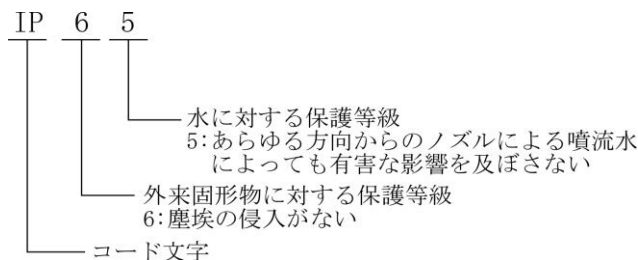 IP 6 5
水に対する保護等級
5:あらゆる方向からのノズルによる噴流水
によっても有害な影響を及ぼさない
外来固形物に対する保護等級
6:塵埃の侵入がない
コード文字